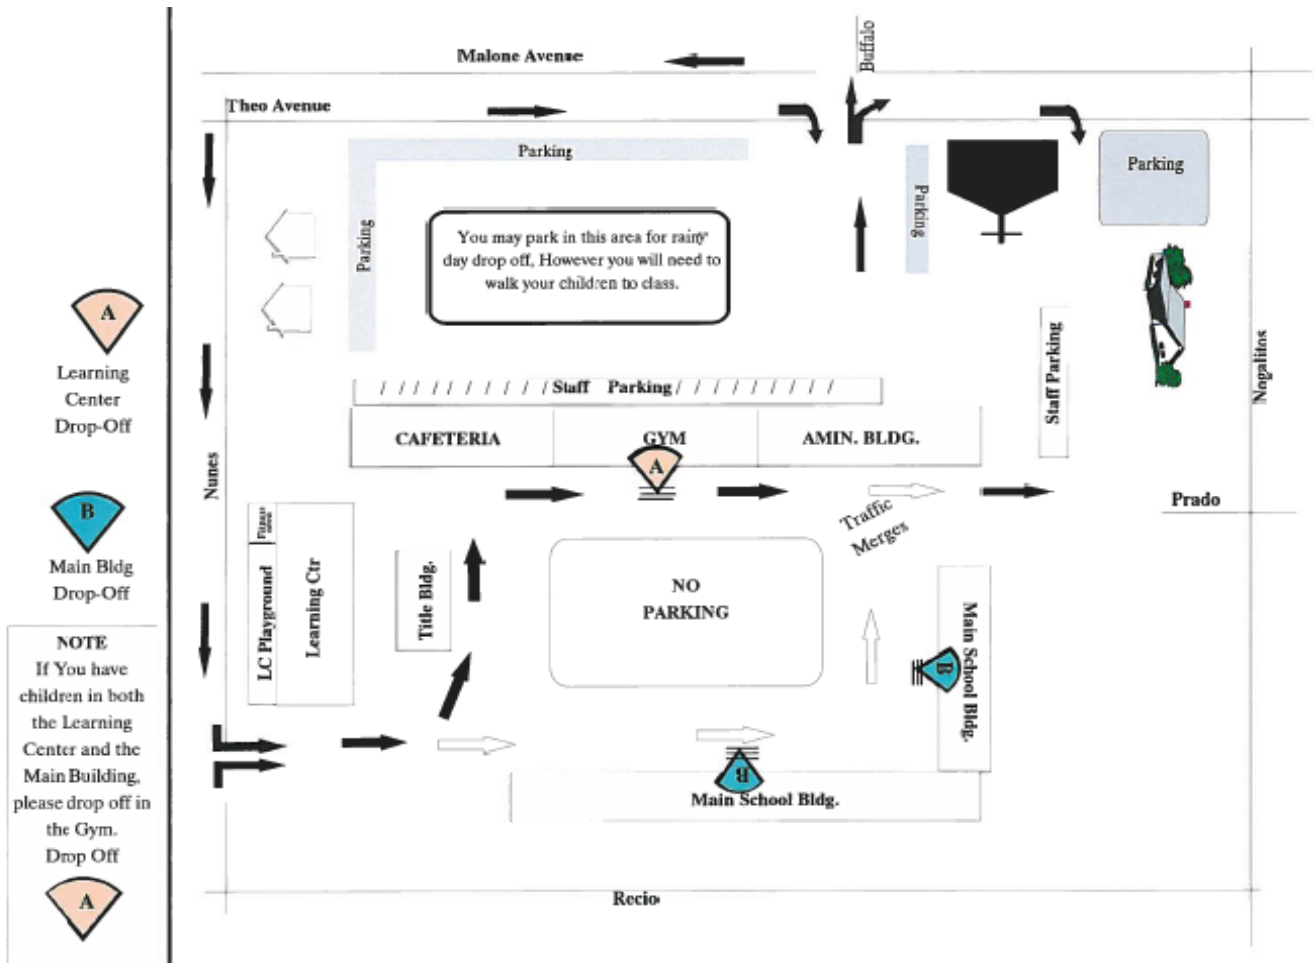 Malone Avenue
Buffalo
Theo Avenue
Parking
Parking
Parking
Parking
You may park in this area for rainy
day drop off, However you will need to
walk your children to class.
A
Learning
Center
Drop-Off
B
Main Bldg
Drop-Off
NOTE
If You have
children in both
the Learning
Center and the
Main Building,
please drop off in
the Gym.
Drop Off
A
Nunes
Staff Parking
CAFETERIA
GYM
AMIN. BLDG.
A
Staff Parking
Nogalitos
Prado
Traffic
Merges
LC Playground
Learning Ctr
Title Bldg.
NO
PARKING
Main School Bldg.
B
B
Main School Bldg.
Recio